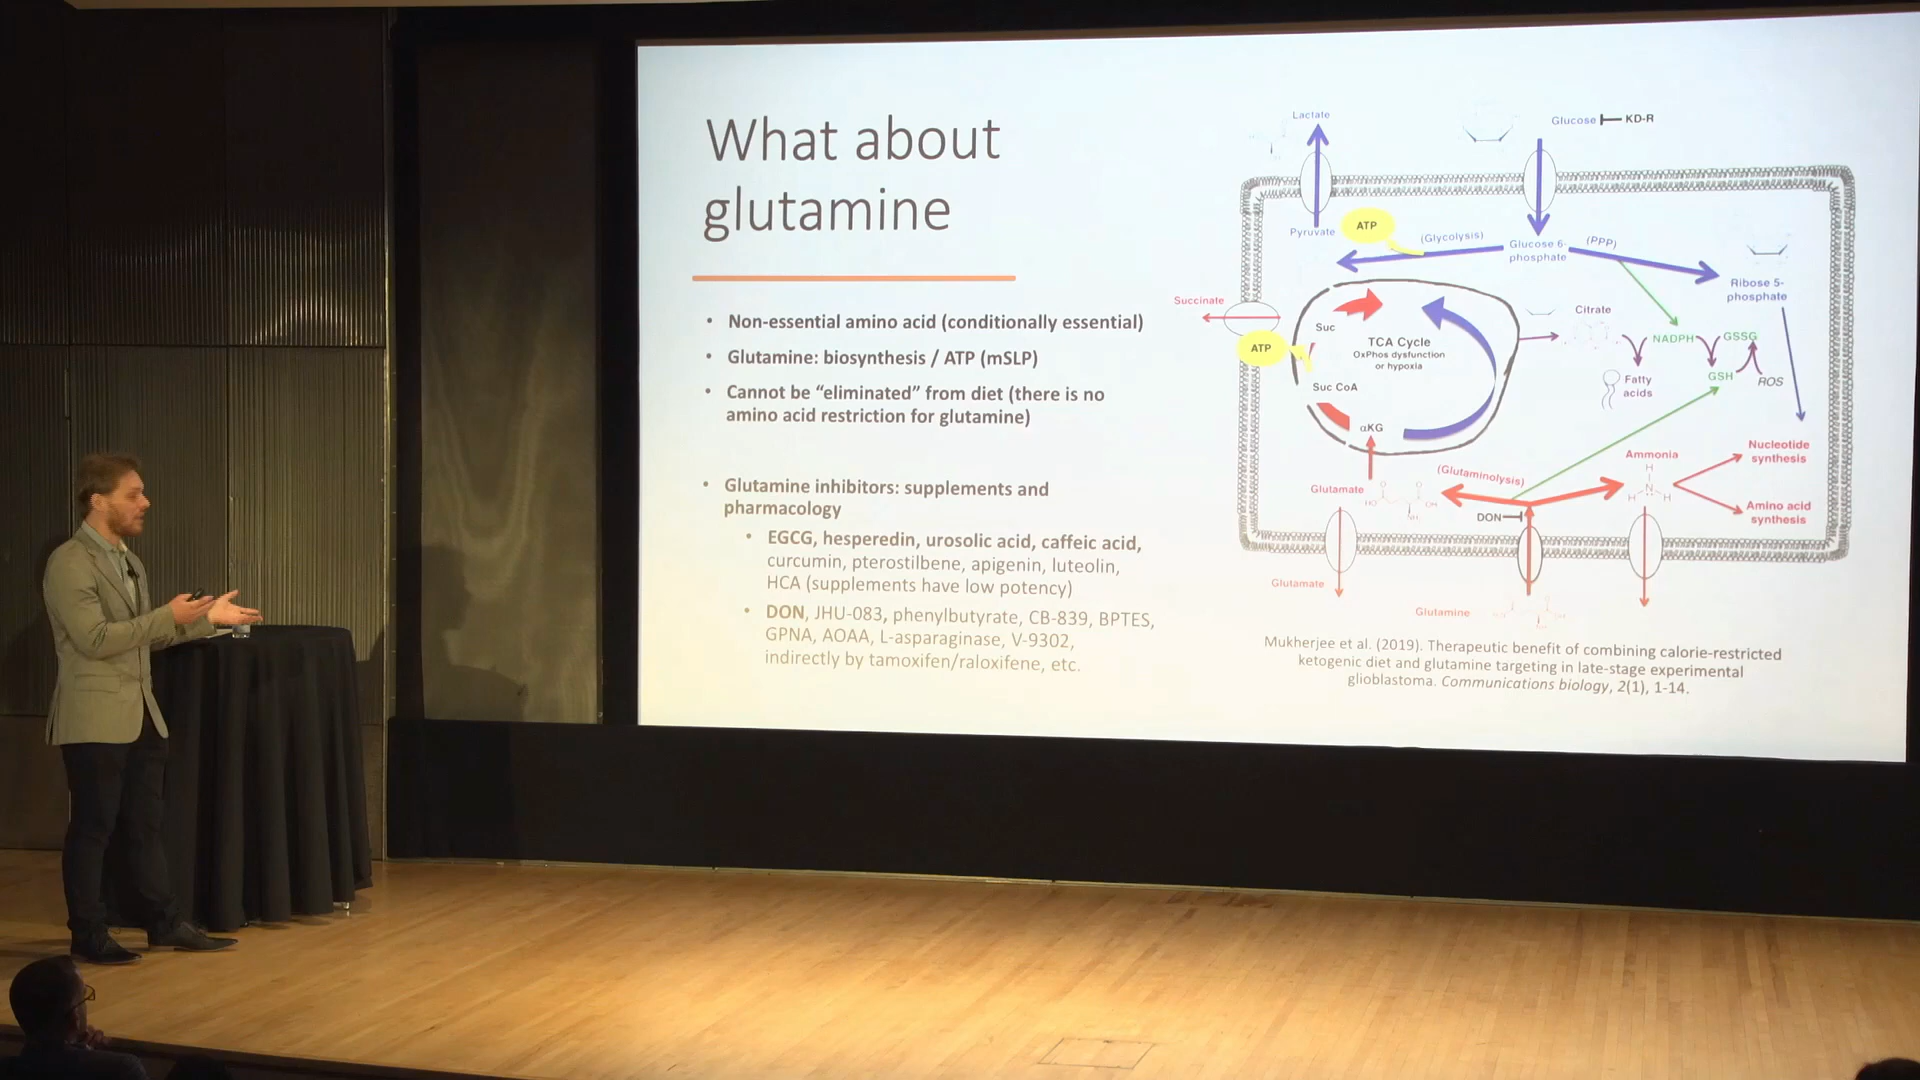 What about
glutamine
• Non-essential amino acid (conditionally essential)
• Glutamine: biosynthesis / ATP (mSLP)
• Cannot be “eliminated” from diet (there is no
amino acid restriction for glutamine)
• Glutamine inhibitors: supplements and
pharmacology
• EGCG, hesperedin, urosolic acid, caffeic acid,
curcumin, pterostilbene, apigenin, luteolin,
HCA (supplements have low potency)
• DON, JHU-083, phenylbutyrate, CB-839, BPTES,
GPNA, AOAA, L-asparaginase, V-9302,
indirectly by tamoxifen/raloxifene, etc.
Lactate
Glucose KD-R
Pyruvate
ATP
(Glycolysis)
Glucose 6-
phosphate
(PPP)
Ribose 5-
phosphate
Succinate
ATP
Suc
TCA Cycle
OxPhos dysfunction
or hypoxia
Suc CoA
αKG
Citrate
NADPH
GSSG
Fatty
acids
GSH
ROS
Nucleotide
synthesis
Ammonia
H
N
H H
Amino acid
synthesis
(Glutaminolysis)
Glutamate
O O
HO OH
NH
DON
Glutamate
Glutamine
Mukherjee et al. (2019). Therapeutic benefit of combining calorie-restricted
ketogenic diet and glutamine targeting in late-stage experimental
glioblastoma. Communications biology, 2(1), 1-14.